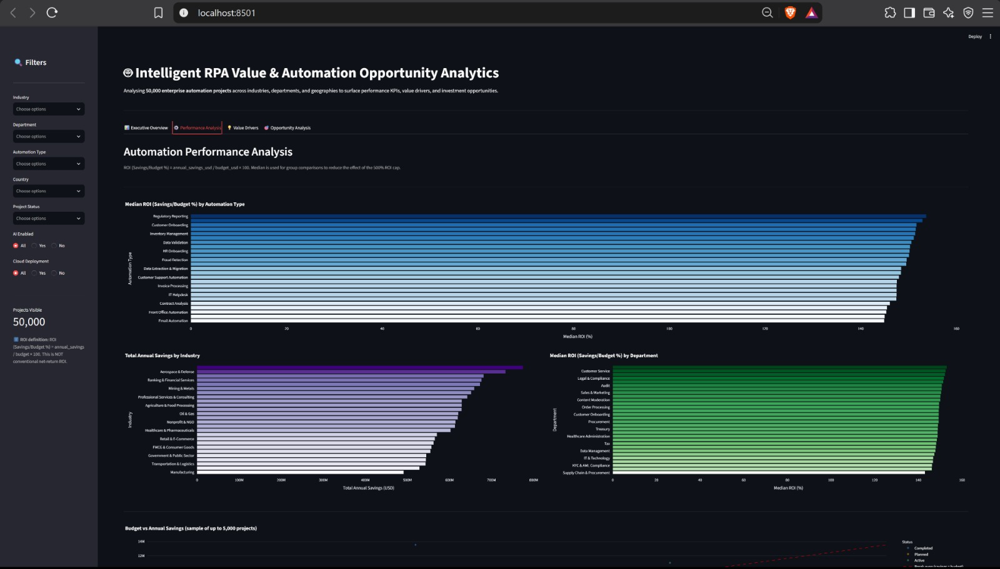 localhost:8501
Deploy
Filters
Industry
Choose options
Department
Choose options
Automation Type
Choose options
Country
Choose options
Project Status
Choose options
AI Enabled
All Yes No
Cloud Deployment
All Yes No
Projects Visible
50,000
ROI definition: ROI
(Savings/Budget %) = annual_savings
/ budget × 100. This is NOT
conventional net-return ROI.
Intelligent RPA Value & Automation Opportunity Analytics
Analysing 50,000 enterprise automation projects across industries, departments, and geographies to surface performance KPIs, value drivers, and investment opportunities.
Executive Overview Performance Analysis Value Drivers Opportunity Analysis
Automation Performance Analysis
ROI (Savings/Budget %) = annual_savings_usd / budget_usd × 100. Median is used for group comparisons to reduce the effect of the 500% ROI cap.
Median ROI (Savings/Budget %) by Automation Type
Automation Type
Regulatory Reporting
Customer Onboarding
Inventory Management
Data Validation
HR Onboarding
Fraud Detection
Data Extraction & Migration
Customer Support Automation
Invoice Processing
IT Helpdesk
Contract Analysis
Front Office Automation
Email Automation
0 20 40 60 80 100 120 140 160
Median ROI (%)
Total Annual Savings by Industry
Industry
Aerospace & Defense
Banking & Financial Services
Mining & Metals
Professional Services & Consulting
Agriculture & Food Processing
Oil & Gas
Nonprofit & NGO
Healthcare & Pharmaceuticals
Retail & E-Commerce
FMCG & Consumer Goods
Government & Public Sector
Transportation & Logistics
Manufacturing
0 100M 200M 300M 400M 500M 600M 700M 800M
Total Annual Savings (USD)
Median ROI (Savings/Budget %) by Department
Department
Customer Service
Legal & Compliance
Audit
Sales & Marketing
Content Moderation
Order Processing
Customer Onboarding
Procurement
Treasury
Healthcare Administration
Tax
Data Management
IT & Technology
KYC & AML Compliance
Supply Chain & Procurement
0 20 40 60 80 100 120 140 160
Median ROI (%)
Budget vs Annual Savings (sample of up to 5,000 projects)
14M
12M
Status
Completed
Planned
Active
Break-even (savings = budget)